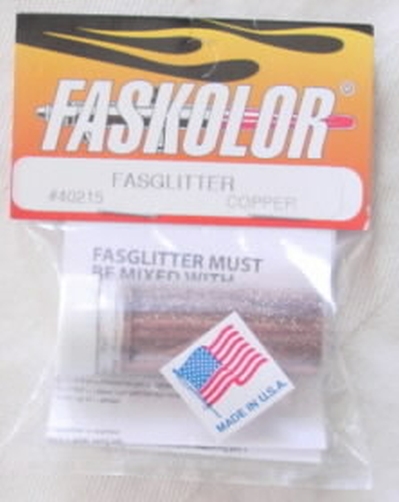 FASKOLOR®
FASGLITTER
#40215 COPPER
FASGLITTER MUST
BE MIXED WITH
MADE IN U.S.A.